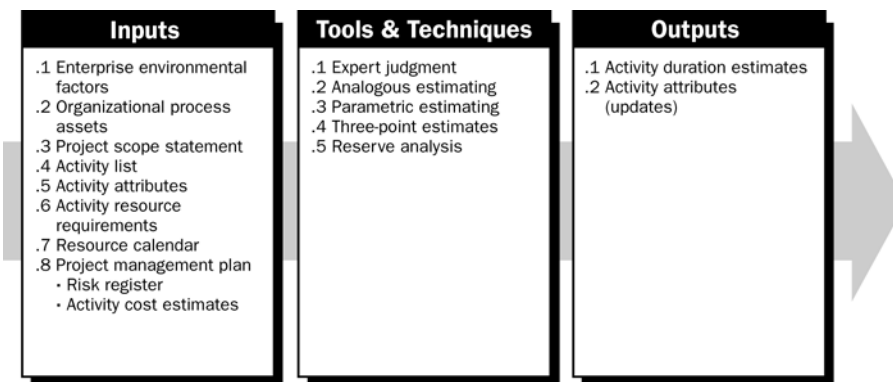 Inputs
.1 Enterprise environmental
factors
.2 Organizational process
assets
.3 Project scope statement
.4 Activity list
.5 Activity attributes
.6 Activity resource
requirements
.7 Resource calendar
.8 Project management plan
• Risk register
• Activity cost estimates
Tools & Techniques
.1 Expert judgment
.2 Analogous estimating
.3 Parametric estimating
.4 Three-point estimates
.5 Reserve analysis
Outputs
.1 Activity duration estimates
.2 Activity attributes
(updates)